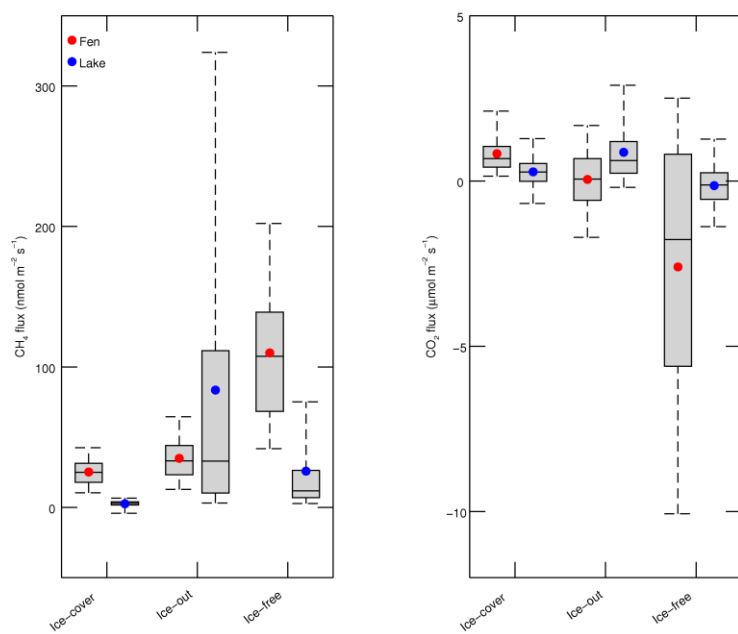 Fen
Lake
300
200
100
0
CH₄ flux (nmol m⁻² s⁻¹)
Ice−cover
Ice−out
Ice−free
5
0
−5
−10
CO₂ flux (μmol m⁻² s⁻¹)
Ice−cover
Ice−out
Ice−free